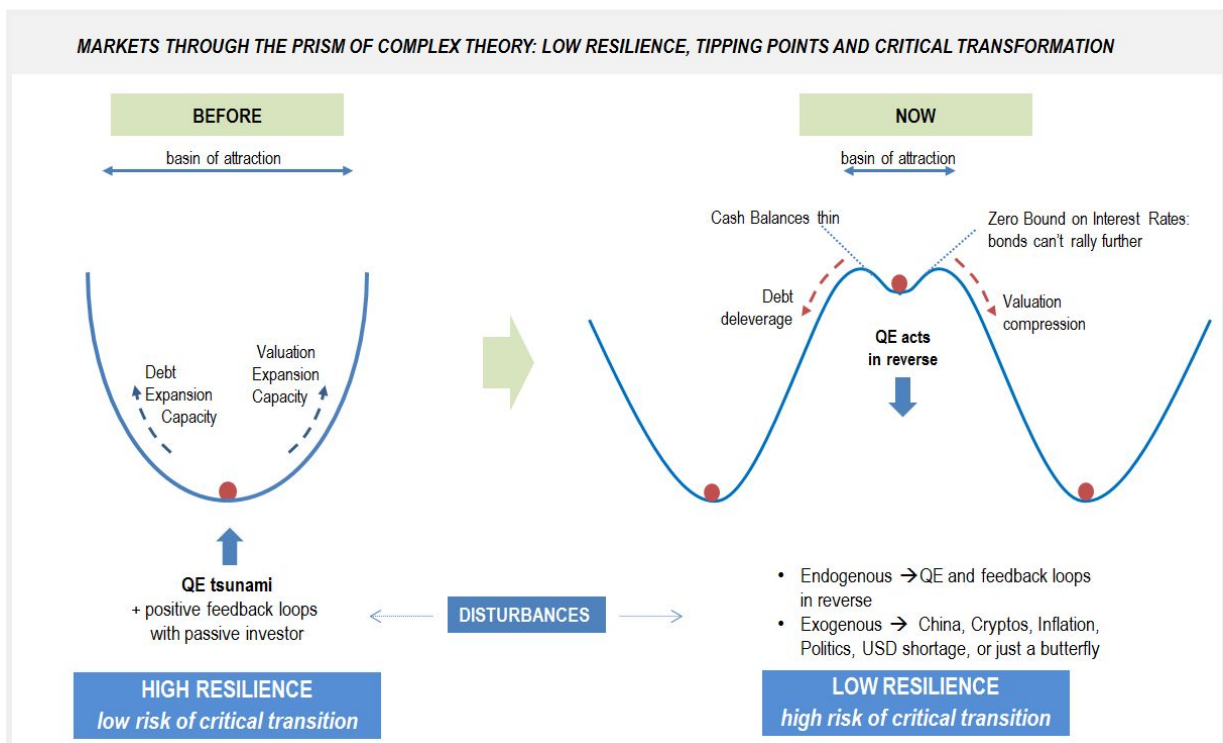 MARKETS THROUGH THE PRISM OF COMPLEX THEORY: LOW RESILIENCE, TIPPING POINTS AND CRITICAL TRANSFORMATION
BEFORE
basin of attraction
Debt
Expansion
Capacity
Valuation
Expansion
Capacity
QE tsunami
+ positive feedback loops
with passive investor
HIGH RESILIENCE
low risk of critical transition
DISTURBANCES
NOW
basin of attraction
Cash Balances thin
Zero Bound on Interest Rates:
bonds can't rally further
Debt
deleverage
Valuation
compression
QE acts
in reverse
• Endogenous → QE and feedback loops
in reverse
• Exogenous → China, Cryptos, Inflation,
Politics, USD shortage, or just a butterfly
LOW RESILIENCE
high risk of critical transition